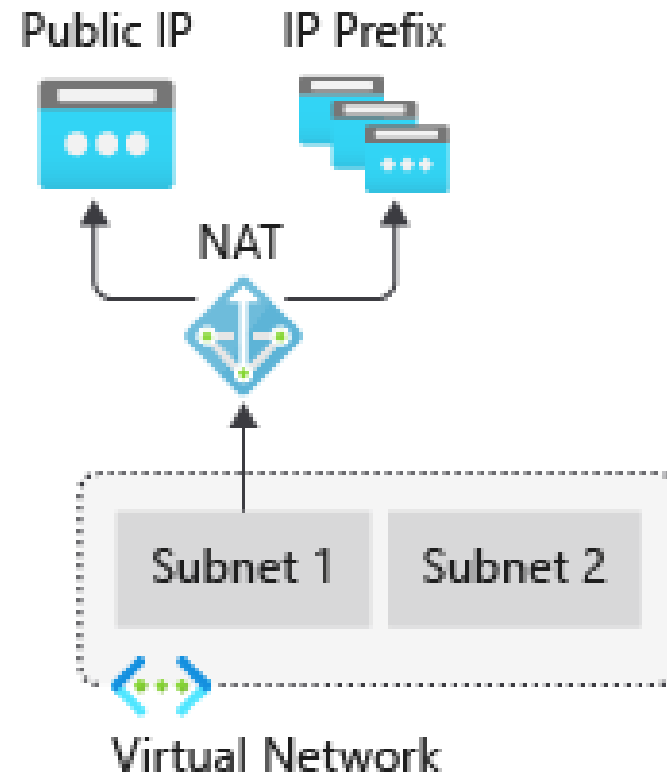 Public IP
IP Prefix
NAT
Subnet 1
Subnet 2
Virtual Network